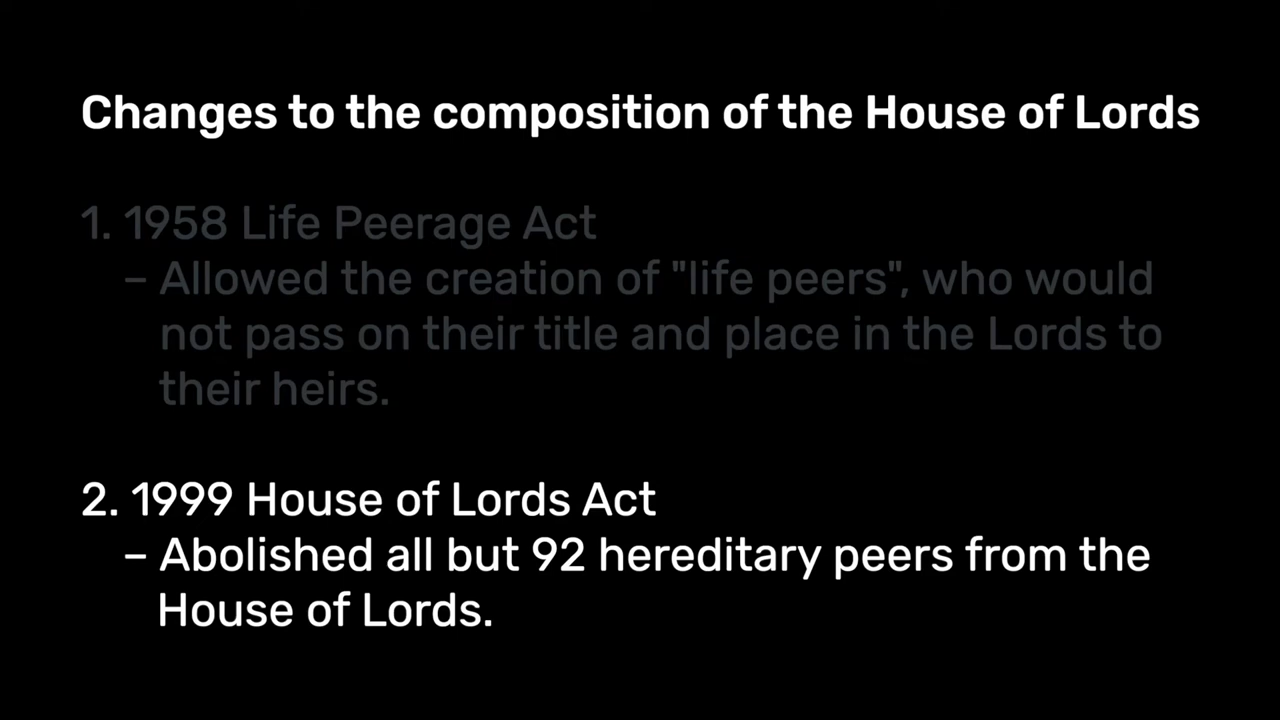 Changes to the composition of the House of Lords
1. 1958 Life Peerage Act
– Allowed the creation of "life peers", who would
not pass on their title and place in the Lords to
their heirs.
2. 1999 House of Lords Act
– Abolished all but 92 hereditary peers from the
House of Lords.